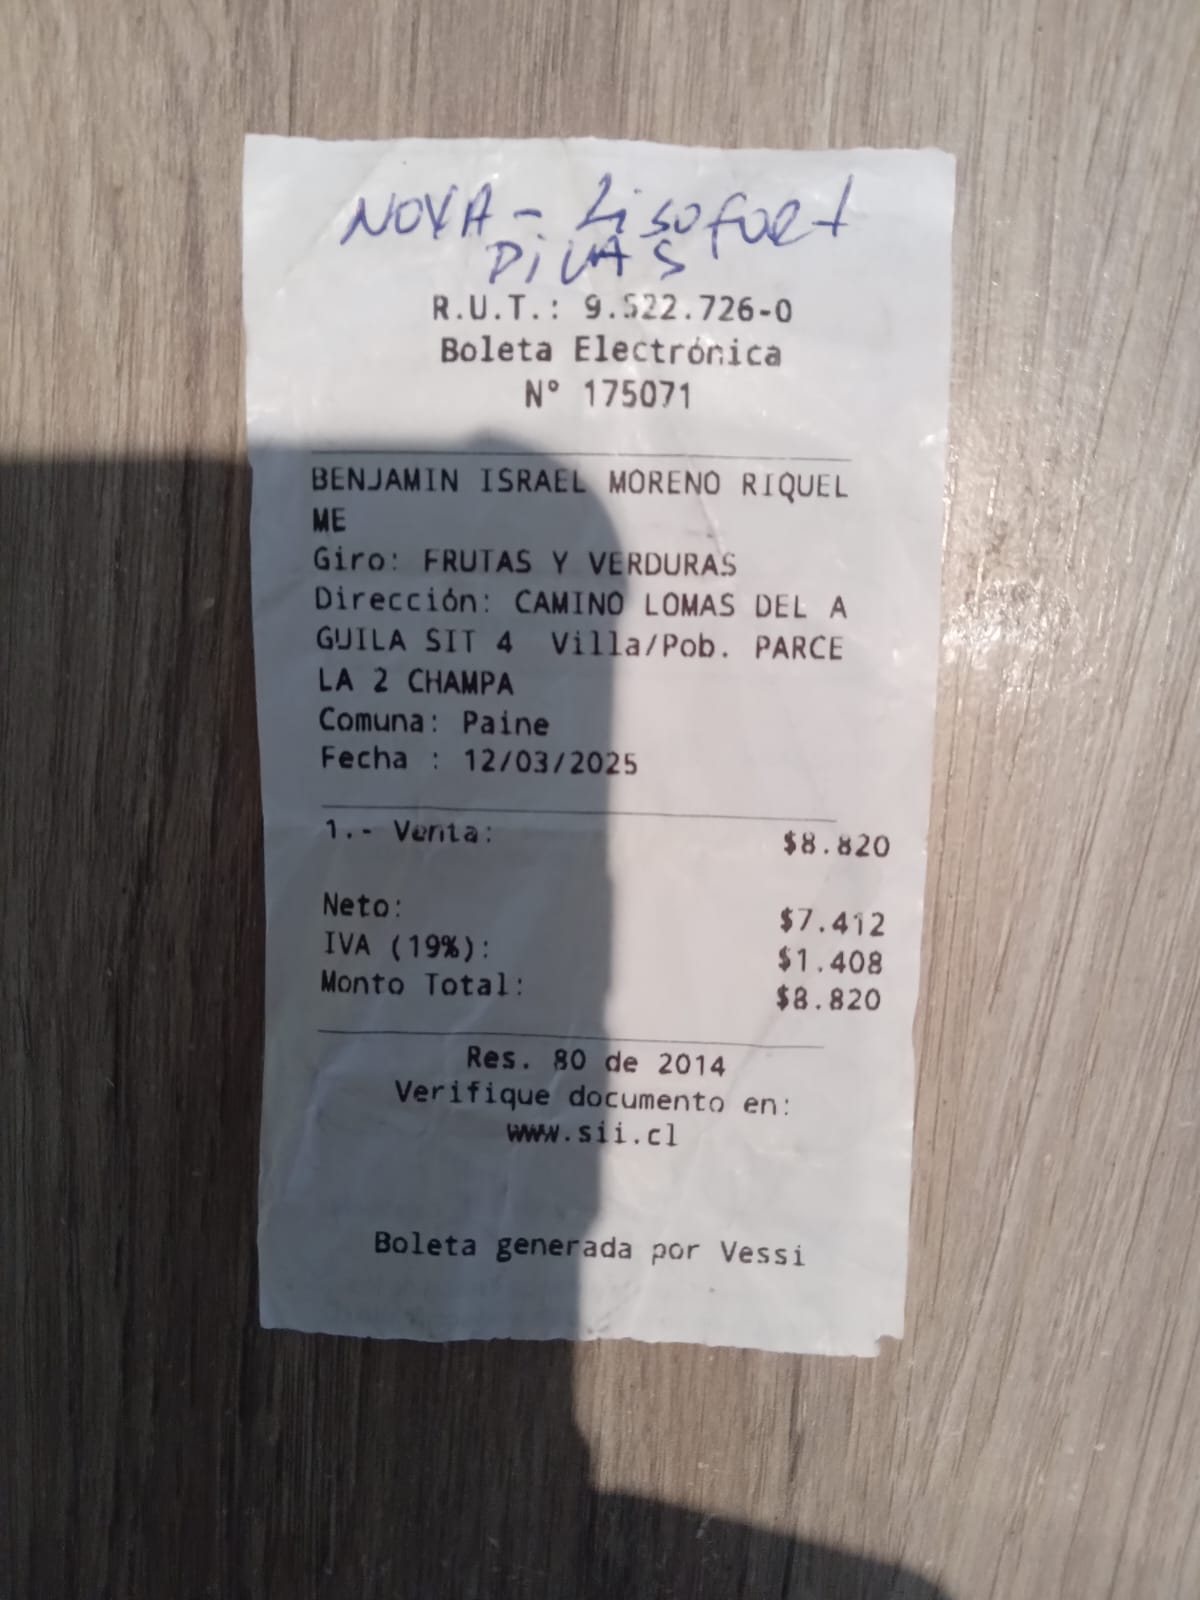 NOVA - Lisofort
PiLAS
R.U.T.: 9.522.726-0
Boleta Electrónica
N° 175071
BENJAMIN ISRAEL MORENO RIQUEL
ME
Giro: FRUTAS Y VERDURAS
Dirección: CAMINO LOMAS DEL A
GUILA SIT 4 Villa/Pob. PARCE
LA 2 CHAMPA
Comuna: Paine
Fecha : 12/03/2025
1.- Venta: $8.820
Neto: $7.412
IVA (19%): $1.408
Monto Total: $8.820
Res. 80 de 2014
Verifique documento en:
www.sii.cl
Boleta generada por Vessi